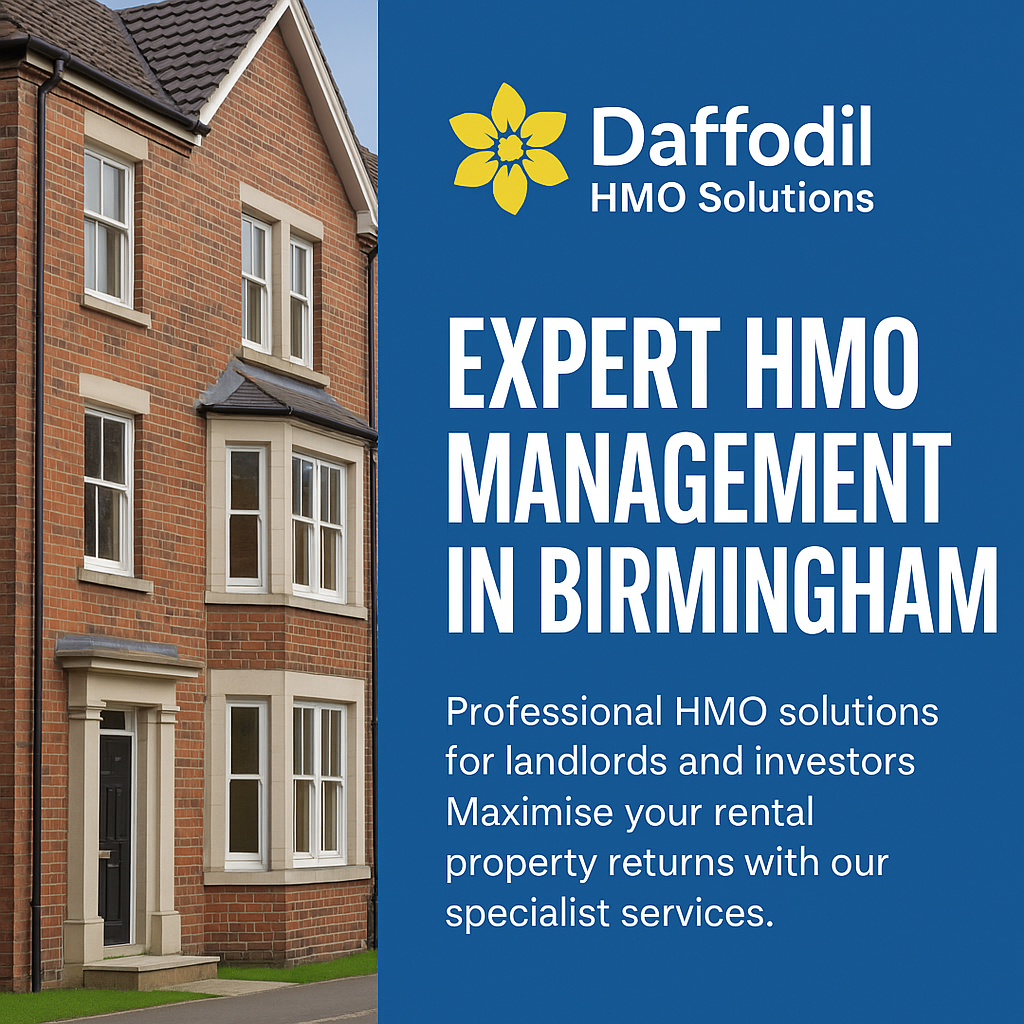 Daffodil
HMO Solutions
EXPERT HMO
MANAGEMENT
IN BIRMINGHAM
Professional HMO solutions
for landlords and investors
Maximise your rental
property returns with our
specialist services.